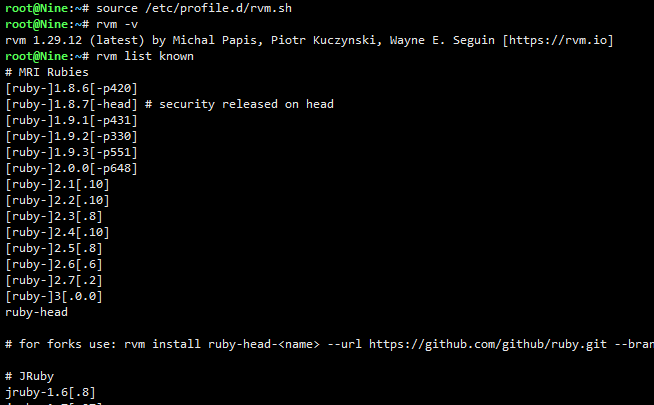 root@Nine:~# source /etc/profile.d/rvm.sh
root@Nine:~# rvm -v
rvm 1.29.12 (latest) by Michal Papis, Piotr Kuczynski, Wayne E. Seguin [https://rvm.io]
root@Nine:~# rvm list known
# MRI Rubies
[ruby-]1.8.6[-p420]
[ruby-]1.8.7[-head] # security released on head
[ruby-]1.9.1[-p431]
[ruby-]1.9.2[-p330]
[ruby-]1.9.3[-p551]
[ruby-]2.0.0[-p648]
[ruby-]2.1[.10]
[ruby-]2.2[.10]
[ruby-]2.3[.8]
[ruby-]2.4[.10]
[ruby-]2.5[.8]
[ruby-]2.6[.6]
[ruby-]2.7[.2]
[ruby-]3[.0.0]
ruby-head
# for forks use: rvm install ruby-head-<name> --url https://github.com/github/ruby.git --bran
# JRuby
jruby-1.6[.8]